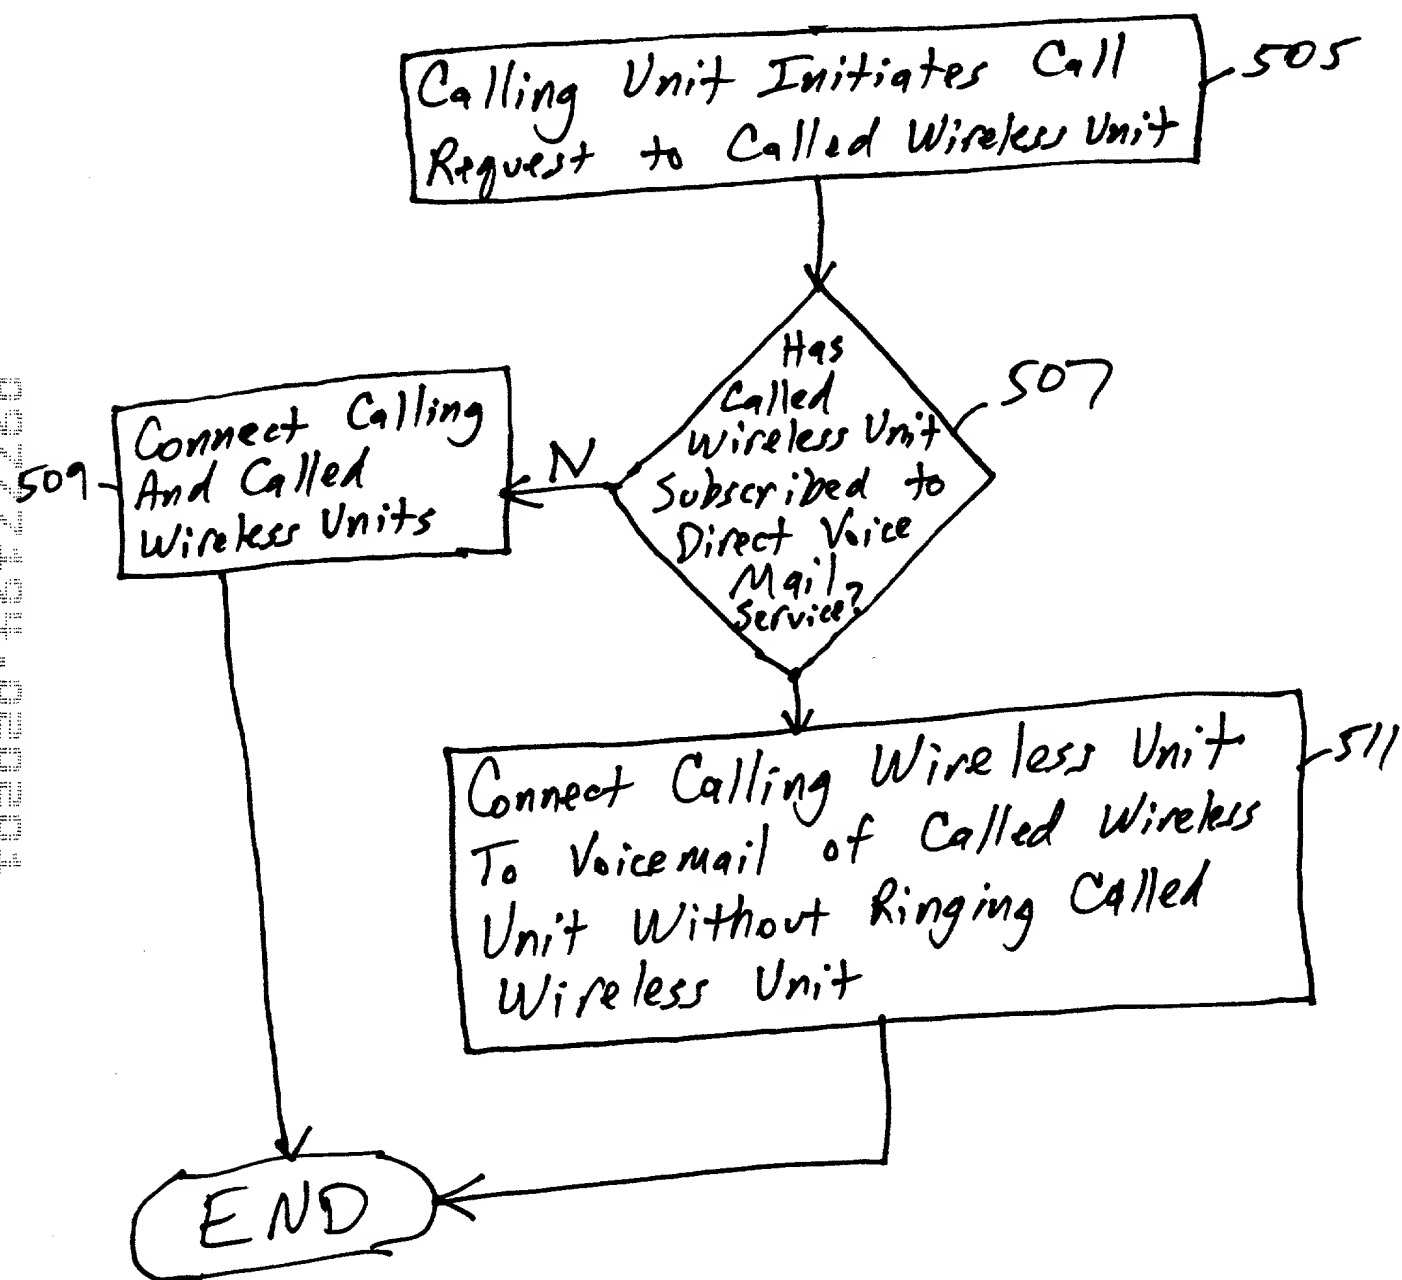 Calling Unit Initiates Call
Request to Called Wireless Unit
505
Has
Called
Wireless Unit
Subscribed to
Direct Voice
Mail
Service?
507
N
Connect Calling
And Called
Wireless Units
509
Connect Calling Wireless Unit
To Voicemail of Called Wireless
Unit Without Ringing Called
Wireless Unit
511
END